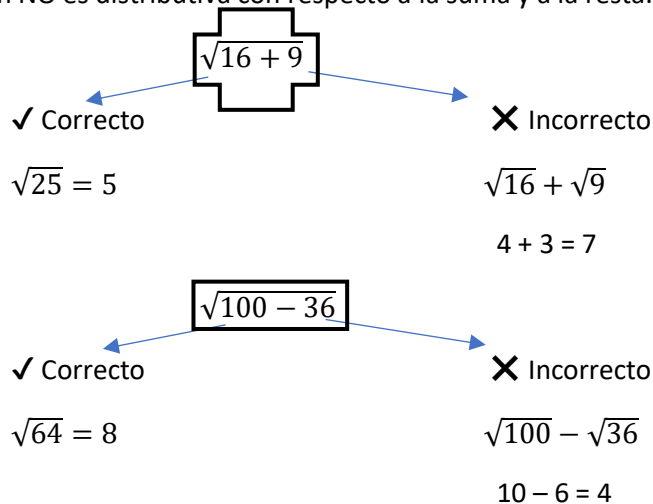 NO es distributiva con respecto a la suma y a la resta.
√16 + 9
✓ Correcto ✕ Incorrecto
√25 = 5 √16 + √9
4 + 3 = 7
√100 − 36
✓ Correcto ✕ Incorrecto
√64 = 8 √100 − √36
10 – 6 = 4